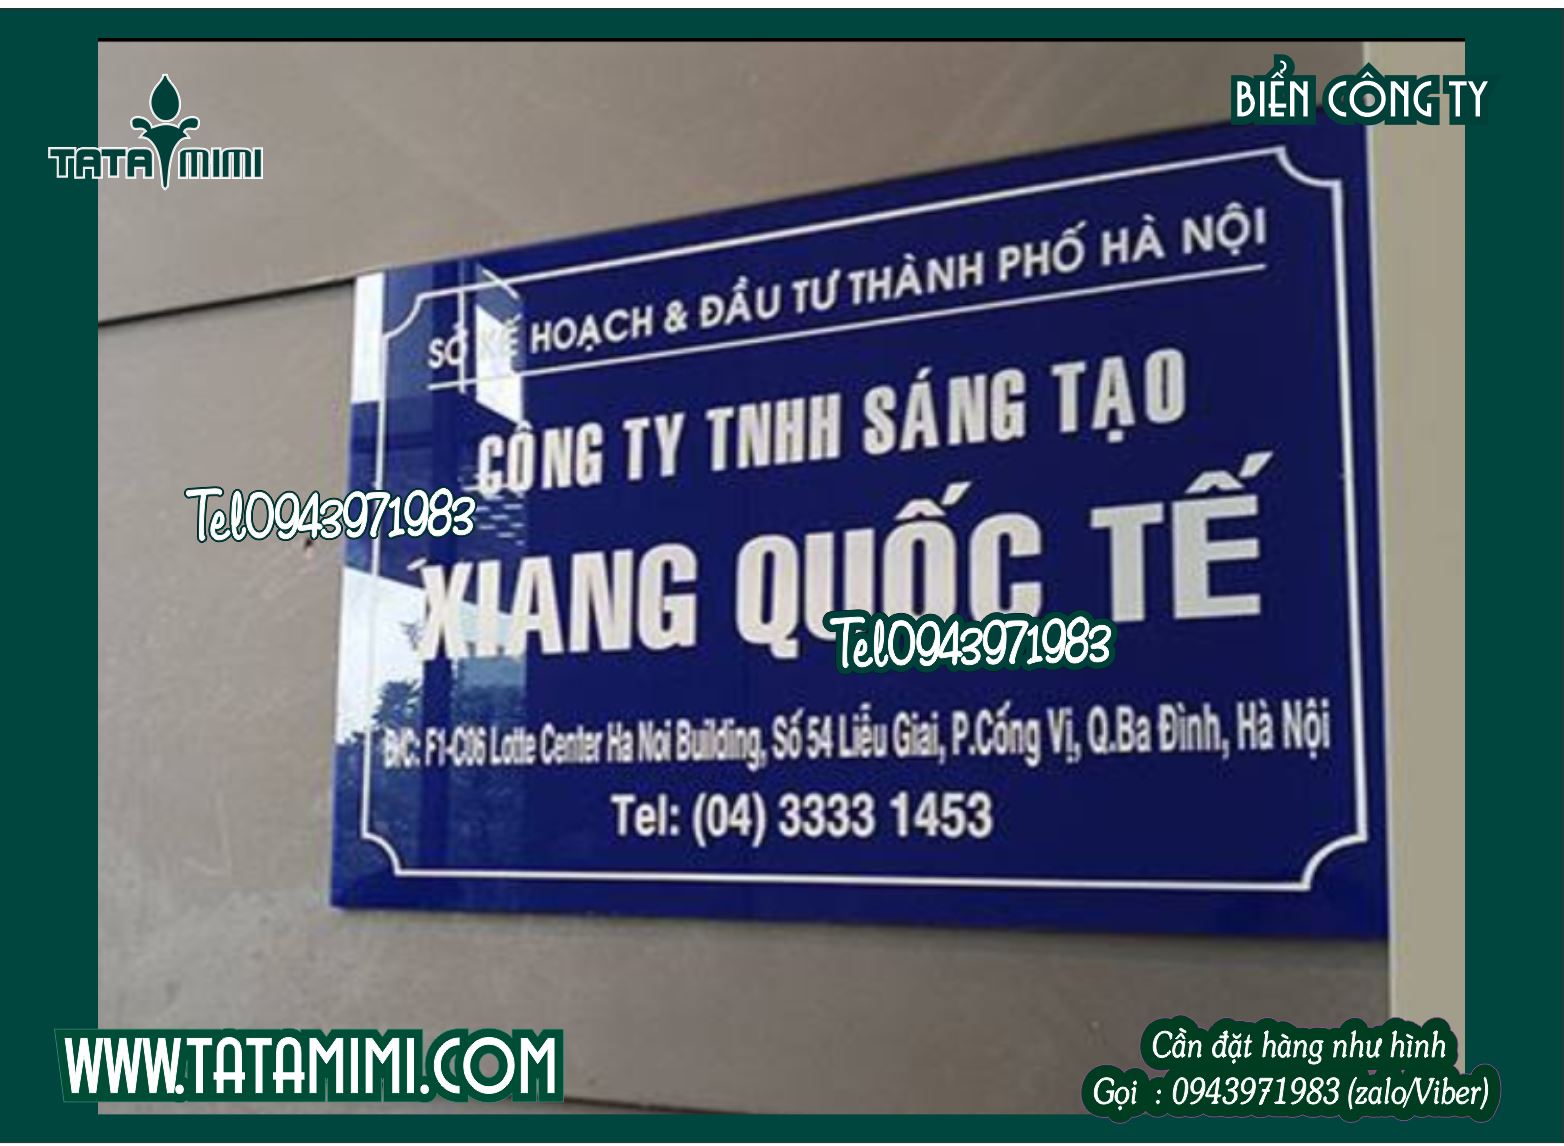 TATA MIMI
BIỂN CÔNG TY
SỞ KẾ HOẠCH & ĐẦU TƯ THÀNH PHỐ HÀ NỘI
CÔNG TY TNHH SÁNG TẠO
Tel0943971983
XIANG QUỐC TẾ
Tel0943971983
Đ/C: F1-C06 Lotte Center Ha Noi Building, Số 54 Liễu Giai, P.Cống Vị, Q.Ba Đình, Hà Nội
Tel: (04) 3333 1453
WWW.TATAMIMI.COM
Cần đặt hàng như hình
Gọi : 0943971983 (zalo/Viber)